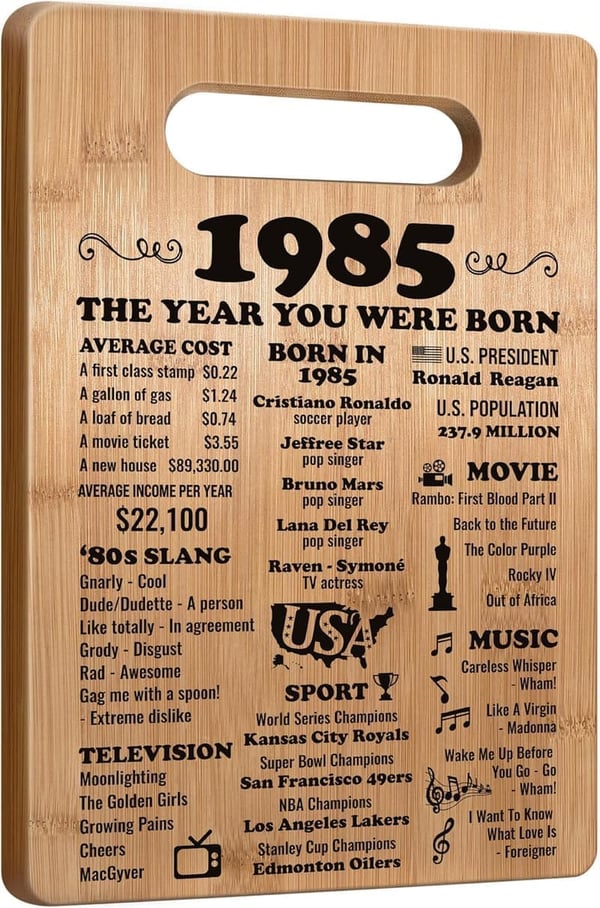 1985
THE YEAR YOU WERE BORN
AVERAGE COST
A first class stamp $0.22
A gallon of gas $1.24
A loaf of bread $0.74
A movie ticket $3.55
A new house $89,330.00
AVERAGE INCOME PER YEAR
$22,100
‘80s SLANG
Gnarly - Cool
Dude/Dudette - A person
Like totally - In agreement
Grody - Disgust
Rad - Awesome
Gag me with a spoon!
- Extreme dislike
TELEVISION
Moonlighting
The Golden Girls
Growing Pains
Cheers
MacGyver
BORN IN
1985
Cristiano Ronaldo
soccer player
Jeffree Star
pop singer
Bruno Mars
pop singer
Lana Del Rey
pop singer
Raven - Symoné
TV actress
USA
SPORT
World Series Champions
Kansas City Royals
Super Bowl Champions
San Francisco 49ers
NBA Champions
Los Angeles Lakers
Stanley Cup Champions
Edmonton Oilers
U.S. PRESIDENT
Ronald Reagan
U.S. POPULATION
237.9 MILLION
MOVIE
Rambo: First Blood Part II
Back to the Future
The Color Purple
Rocky IV
Out of Africa
MUSIC
Careless Whisper
- Wham!
Like A Virgin
- Madonna
Wake Me Up Before
You Go - Go
- Wham!
I Want To Know
What Love Is
- Foreigner